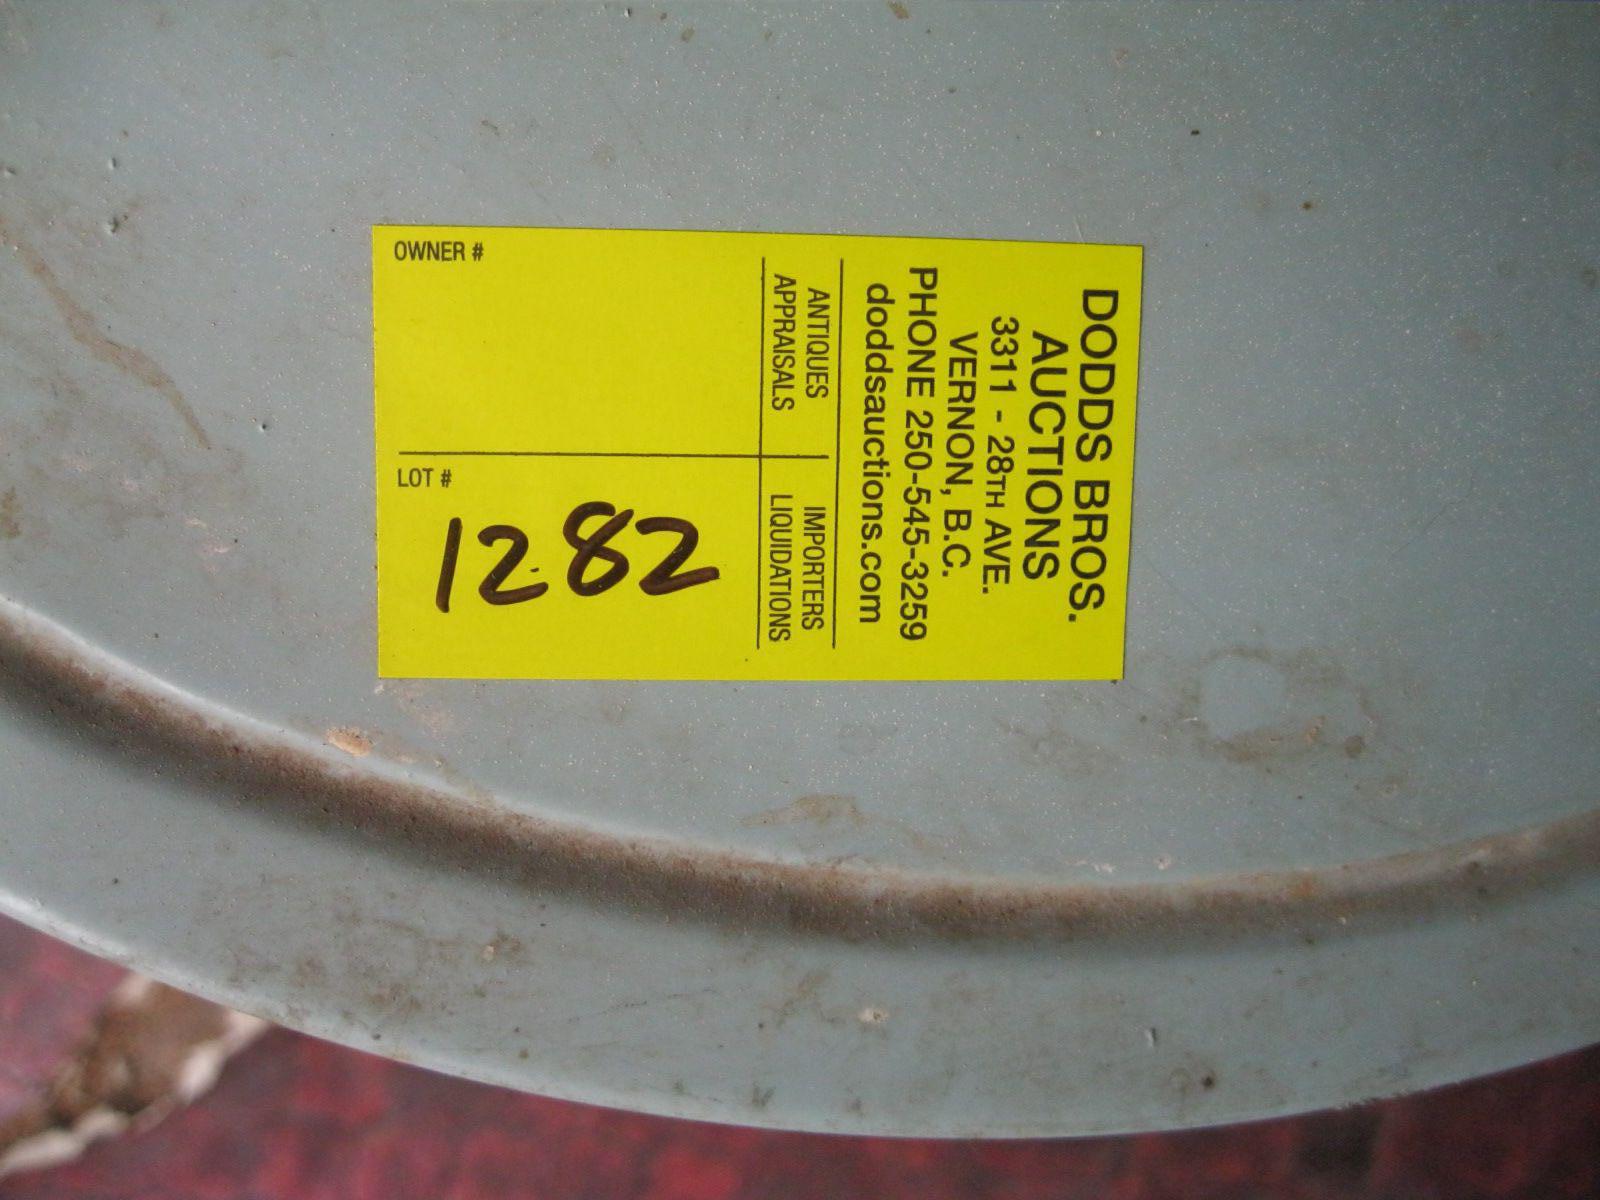 DODDS BROS.
AUCTIONS
3311 - 28TH AVE.
VERNON, B.C.
PHONE 250-545-3259
doddsauctions.com
ANTIQUES
APPRAISALS
IMPORTERS
LIQUIDATIONS
OWNER #
LOT #
1282